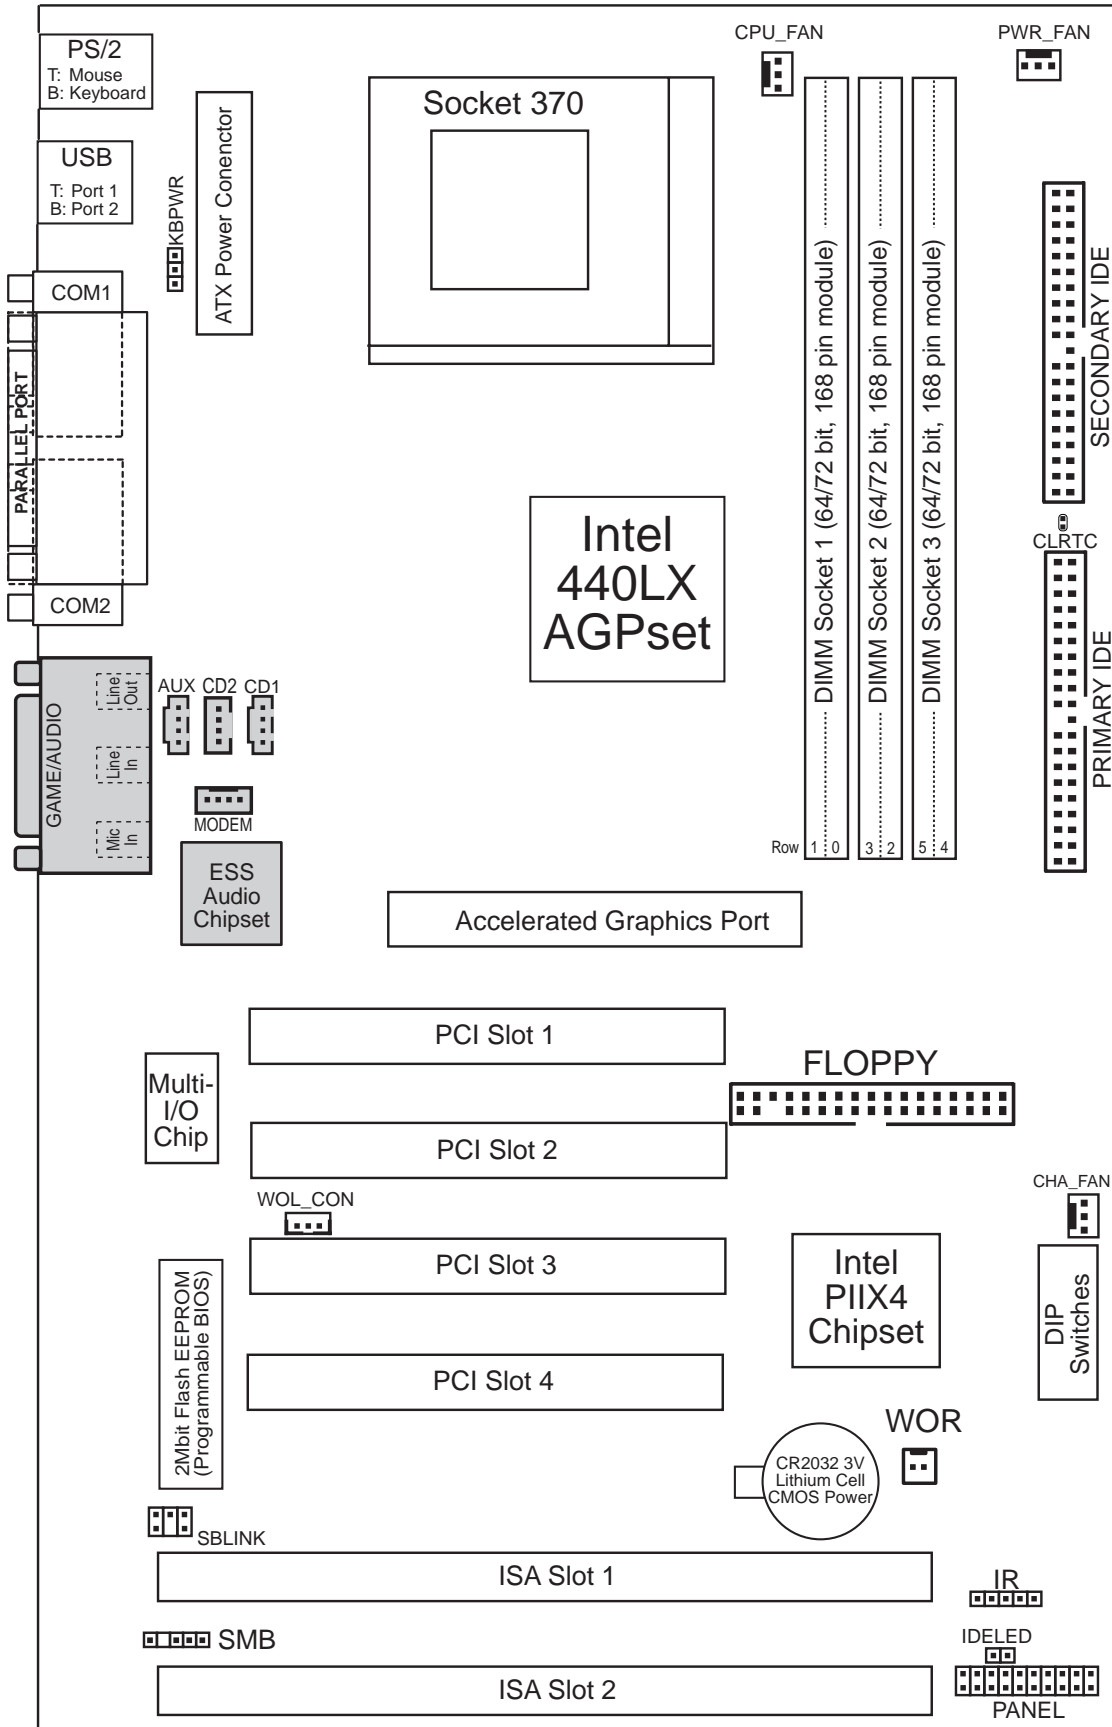 PS/2
T: Mouse
B: Keyboard
USB
T: Port 1
B: Port 2
KBPWR
ATX Power Conenctor
Socket 370
CPU_FAN
PWR_FAN
COM1
PARALLEL PORT
COM2
DIMM Socket 1 (64/72 bit, 168 pin module)
DIMM Socket 2 (64/72 bit, 168 pin module)
DIMM Socket 3 (64/72 bit, 168 pin module)
SECONDARY IDE
CLRTC
PRIMARY IDE
Intel
440LX
AGPset
GAME/AUDIO
Line
Out
Line
In
Mic
In
AUX
CD2
CD1
MODEM
ESS
Audio
Chipset
Row 1 0 3 2 5 4
Accelerated Graphics Port
PCI Slot 1
FLOPPY
Multi-
I/O
Chip
PCI Slot 2
WOL_CON
CHA_FAN
PCI Slot 3
Intel
PIIX4
Chipset
DIP
Switches
2Mbit Flash EEPROM
(Programmable BIOS)
PCI Slot 4
WOR
CR2032 3V
Lithium Cell
CMOS Power
SBLINK
ISA Slot 1
IR
SMB
IDELED
ISA Slot 2
PANEL